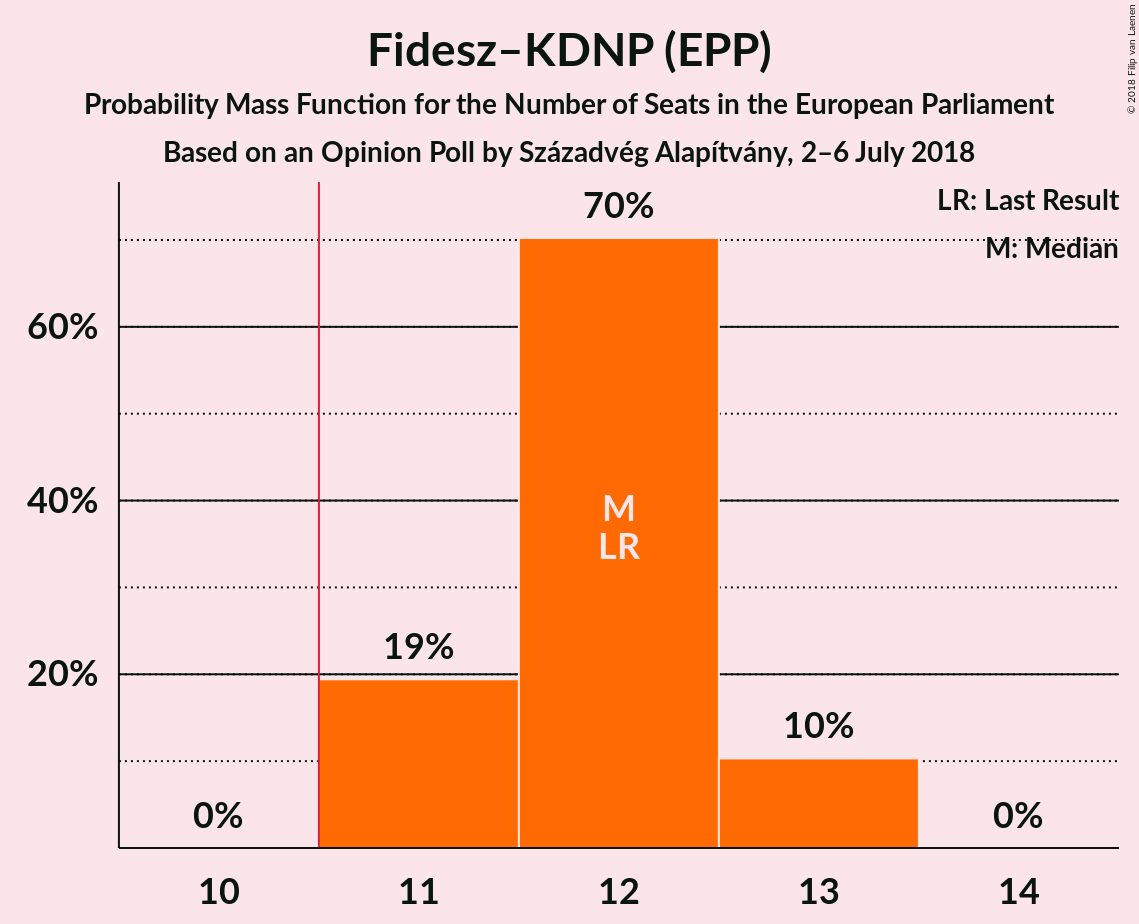 Fidesz–KDNP (EPP)
Probability Mass Function for the Number of Seats in the European Parliament
Based on an Opinion Poll by Századvég Alapítvány, 2–6 July 2018
© 2018 Filip van Laenen
LR: Last Result
M: Median
70%
60%
40%
M
LR
19%
20%
10%
0%
0%
10
11
12
13
14